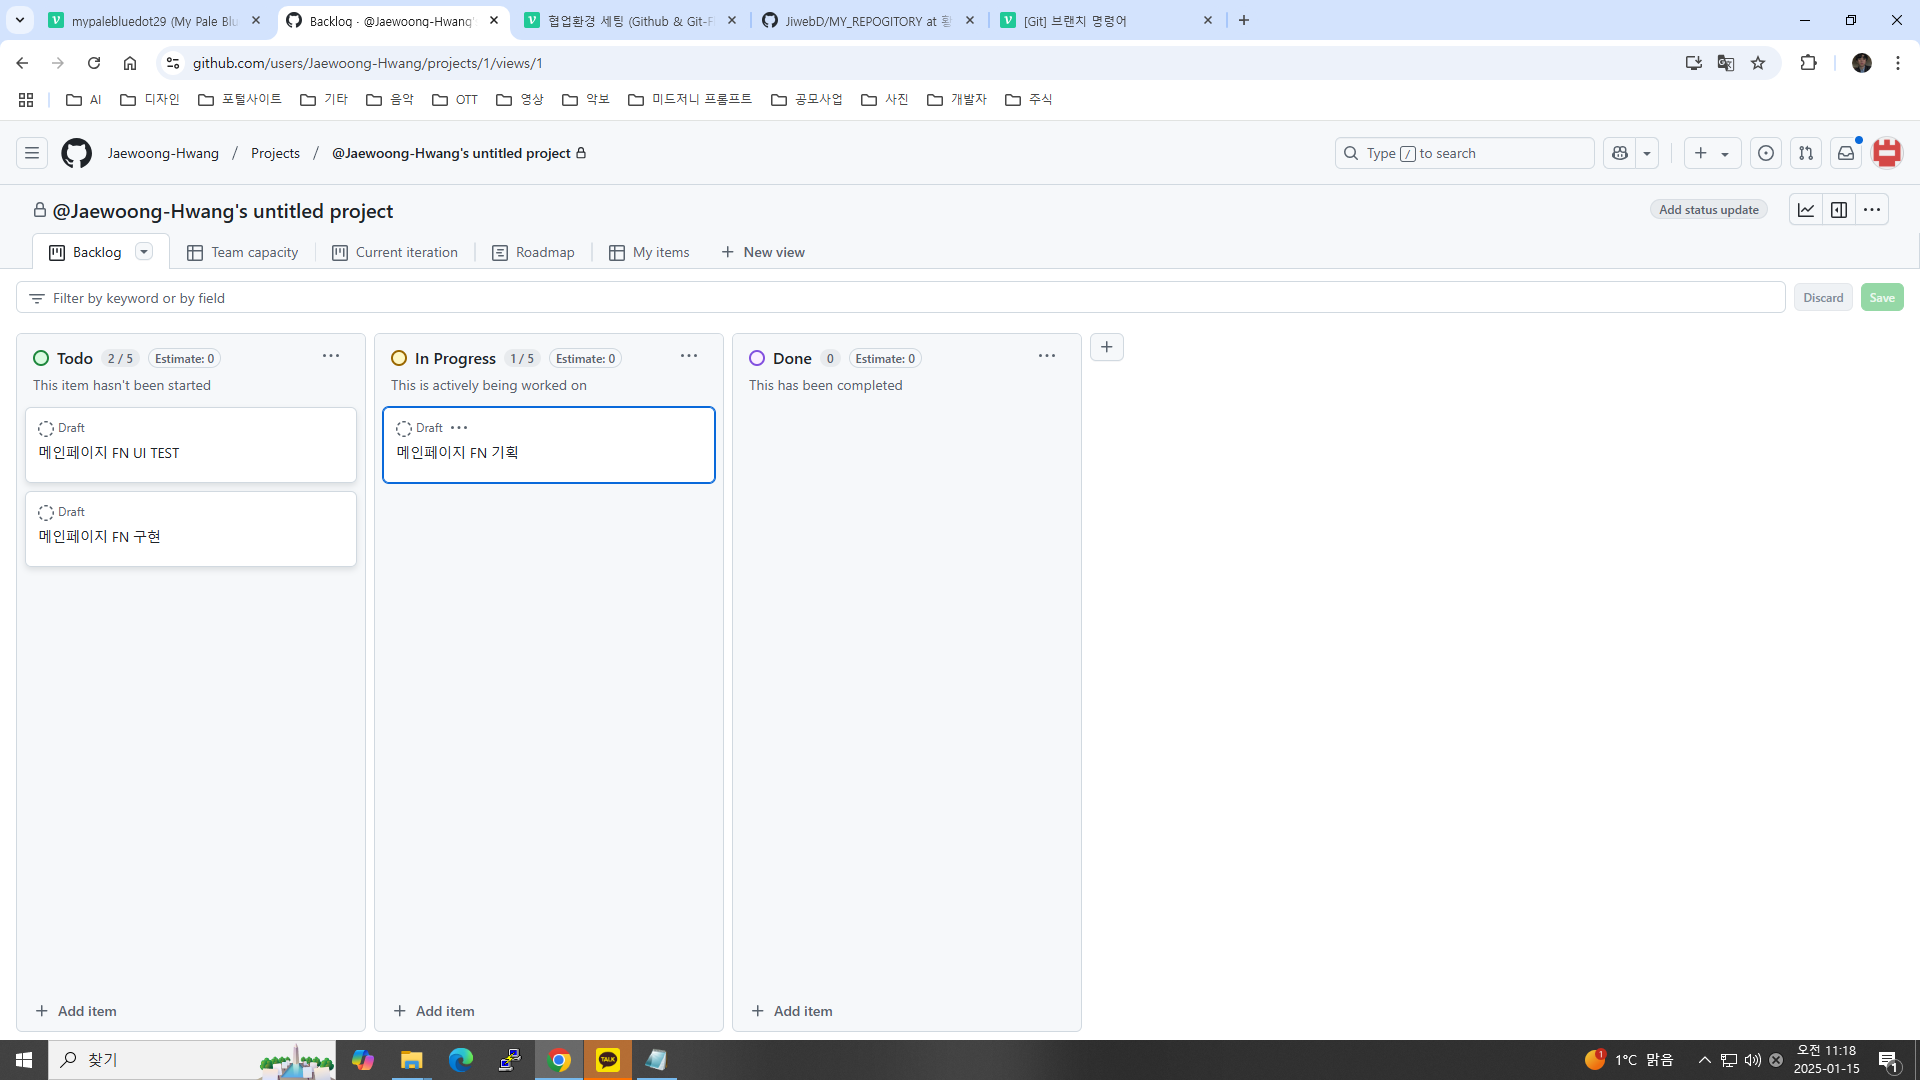 mypalebluedot29 (My Pale Blu
Backlog · @Jaewoong-Hwang'
협업환경 세팅 (Github & Git-F
JiwebD/MY_REPOGITORY at 황
[Git] 브랜치 명령어
github.com/users/Jaewoong-Hwang/projects/1/views/1
AI
디자인
포털사이트
기타
음악
OTT
영상
악보
미드저니 프롬프트
공모사업
사진
개발자
주식
Jaewoong-Hwang / Projects / @Jaewoong-Hwang's untitled project
Type / to search
@Jaewoong-Hwang's untitled project
Add status update
Backlog
Team capacity
Current iteration
Roadmap
My items
New view
Filter by keyword or by field
Discard
Save
Todo 2 / 5 Estimate: 0
This item hasn't been started
Draft
메인페이지 FN UI TEST
Draft
메인페이지 FN 구현
Add item
In Progress 1 / 5 Estimate: 0
This is actively being worked on
Draft
메인페이지 FN 기획
Add item
Done 0 Estimate: 0
This has been completed
Add item
찾기
TALK
1
1°C 맑음
오전 11:18
2025-01-15
1